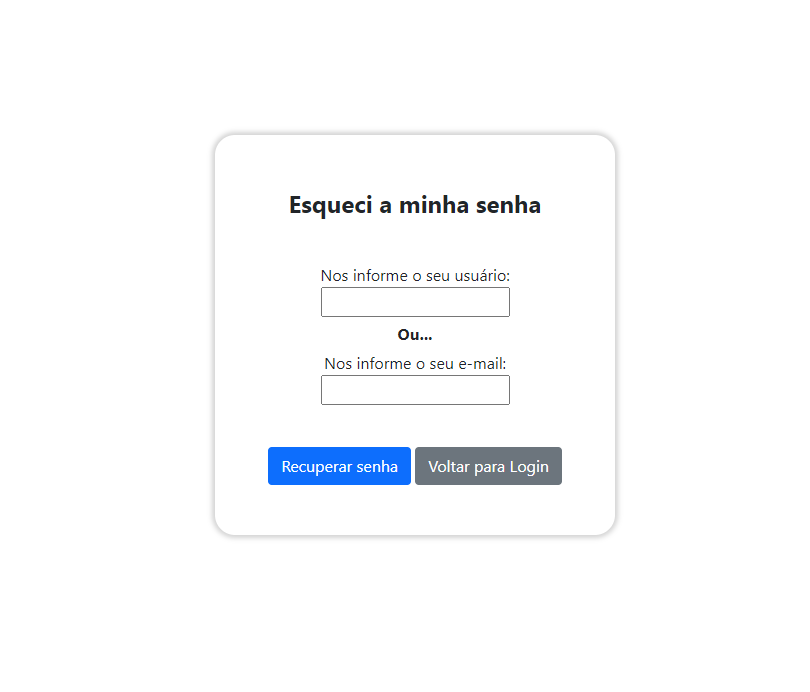 Esqueci a minha senha
Nos informe o seu usuário:
Ou...
Nos informe o seu e-mail:
Recuperar senha Voltar para Login